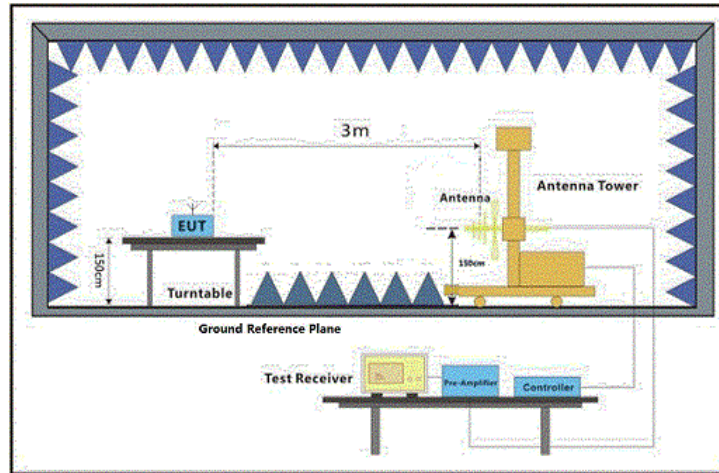 3m
Antenna
Antenna Tower
EUT
150cm
150cm
Turntable
Ground Reference Plane
Test Receiver
Pre-Amplifier
Controller